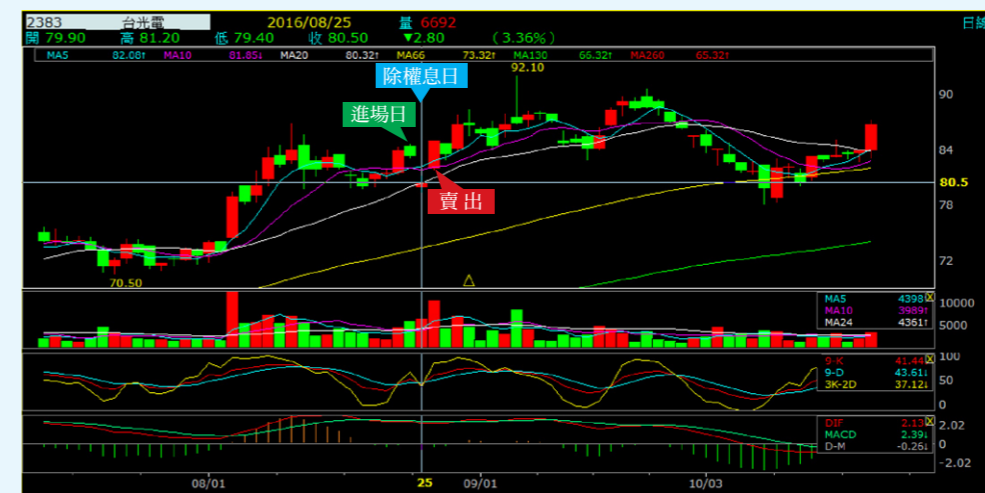 2383 台光電 2016/08/25 量 6692 日線
開 79.90 高 81.20 低 79.40 收 80.50 ▼2.80 (3.36%)
MA5 82.08↑ MA10 81.85↓ MA20 80.32↑ MA66 73.32↑ MA130 66.32↑ MA260 65.32↑
92.10
除權息日
90
進場日
84
80.5
賣出
78
72
70.50
MA5 4398 X
MA10 3989↑
MA24 4361↑
10000
5000
9-K 41.44 X
9-D 43.61↓
3K-2D 37.12↓
100
50
0
DIF 2.13 X
MACD 2.39↓
D-M -0.26↓
2.02
0
-2.02
08/01 25 09/01 10/03